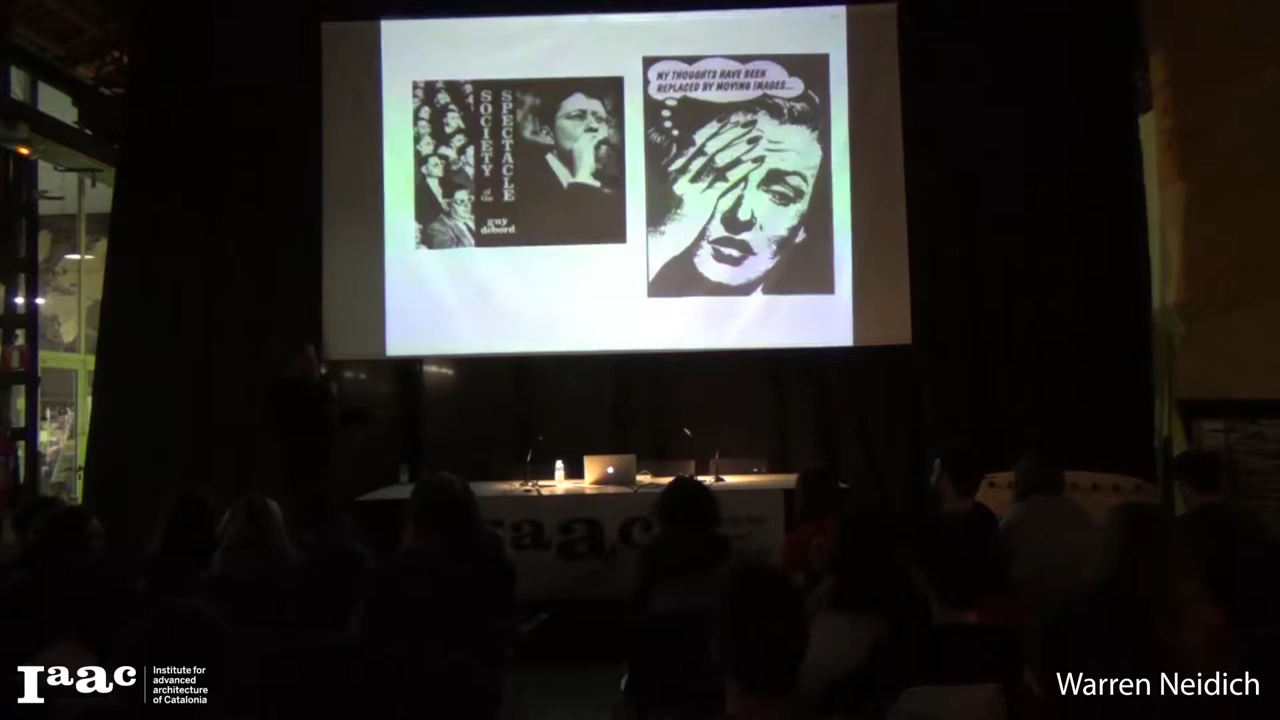 MY THOUGHTS HAVE BEEN
REPLACED BY MOVING IMAGES...
SOCIETY
of
the
SPECTACLE
guy
debord
Iaac
Iaac
Institute for
advanced
architecture
of Catalonia
Warren Neidich